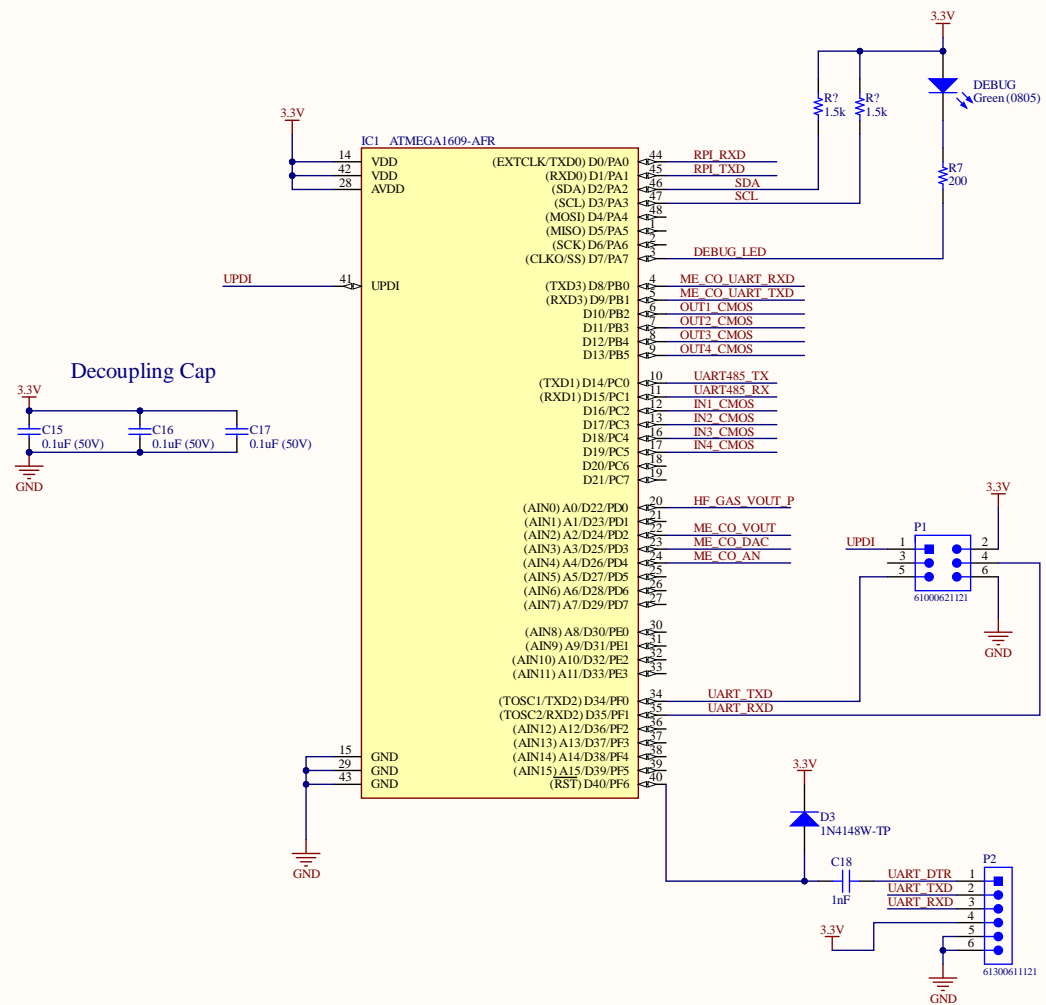 3.3V
DEBUG
Green (0805)
R?
1.5k
R?
1.5k
R7
200
3.3V
IC1 ATMEGA1609-AFR
14 VDD
42 VDD
28 AVDD
UPDI 41 UPDI
(EXTCLK/TXD0) D0/PA0 44 RPI_RXD
(RXD0) D1/PA1 45 RPI_TXD
(SDA) D2/PA2 46 SDA
(SCL) D3/PA3 47 SCL
(MOSI) D4/PA4 48
(MISO) D5/PA5 1
(SCK) D6/PA6 2
(CLKO/SS) D7/PA7 3 DEBUG_LED
(TXD3) D8/PB0 4 ME_CO_UART_RXD
(RXD3) D9/PB1 5 ME_CO_UART_TXD
D10/PB2 6 OUT1_CMOS
D11/PB3 7 OUT2_CMOS
D12/PB4 8 OUT3_CMOS
D13/PB5 9 OUT4_CMOS
(TXD1) D14/PC0 10 UART485_TX
(RXD1) D15/PC1 11 UART485_RX
D16/PC2 12 IN1_CMOS
D17/PC3 13 IN2_CMOS
D18/PC4 16 IN3_CMOS
D19/PC5 17 IN4_CMOS
D20/PC6 18
D21/PC7 19
(AIN0) A0/D22/PD0 20 HF_GAS_VOUT_P
(AIN1) A1/D23/PD1 21
(AIN2) A2/D24/PD2 22 ME_CO_VOUT
(AIN3) A3/D25/PD3 23 ME_CO_DAC
(AIN4) A4/D26/PD4 24 ME_CO_AN
(AIN5) A5/D27/PD5 25
(AIN6) A6/D28/PD6 26
(AIN7) A7/D29/PD7 27
(AIN8) A8/D30/PE0 30
(AIN9) A9/D31/PE1 31
(AIN10) A10/D32/PE2 32
(AIN11) A11/D33/PE3 33
(TOSC1/TXD2) D34/PF0 34 UART_TXD
(TOSC2/RXD2) D35/PF1 35 UART_RXD
(AIN12) A12/D36/PF2 36
(AIN13) A13/D37/PF3 37
(AIN14) A14/D38/PF4 38
(AIN15) A15/D39/PF5 39
(RST) D40/PF6 40
15 GND
29 GND
43 GND
GND
Decoupling Cap
3.3V
C15
0.1uF (50V)
C16
0.1uF (50V)
C17
0.1uF (50V)
GND
3.3V
P1
UPDI 1 2
3 4
5 6
61000621121
GND
3.3V
D3
1N4148W-TP
C18
1nF
P2
UART_DTR 1
UART_TXD 2
UART_RXD 3
4
3.3V
5
6
61300611121
GND